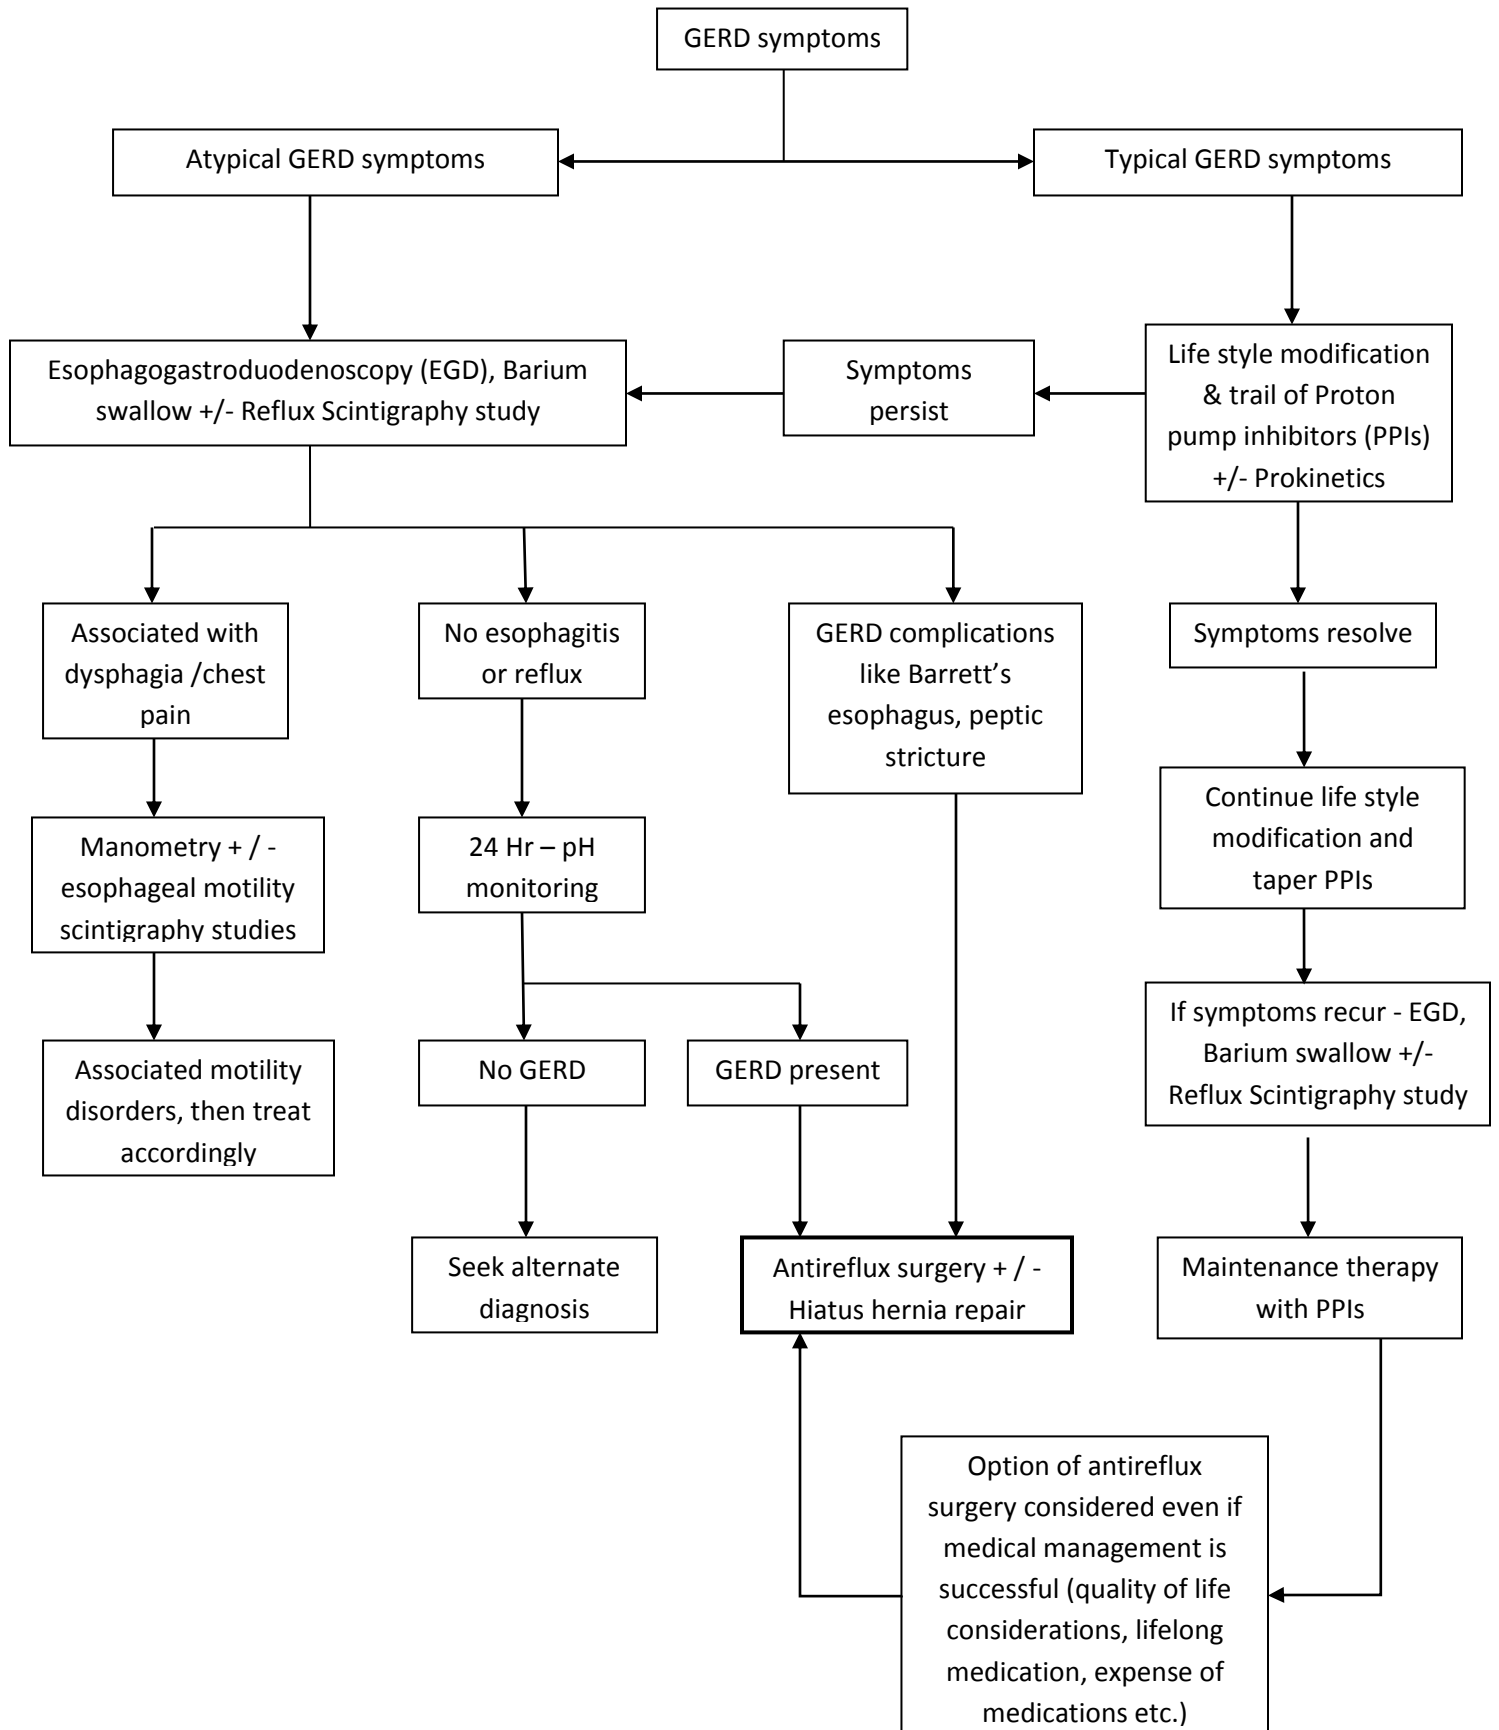 GERD symptoms
Atypical GERD symptoms
Typical GERD symptoms
Esophagogastroduodenoscopy (EGD), Barium
swallow +/- Reflux Scintigraphy study
Symptoms
persist
Life style modification
& trail of Proton
pump inhibitors (PPIs)
+/- Prokinetics
Associated with
dysphagia /chest
pain
No esophagitis
or reflux
GERD complications
like Barrett’s
esophagus, peptic
stricture
Symptoms resolve
Manometry + / -
esophageal motility
scintigraphy studies
24 Hr – pH
monitoring
Continue life style
modification and
taper PPIs
Associated motility
disorders, then treat
accordingly
No GERD
GERD present
If symptoms recur - EGD,
Barium swallow +/-
Reflux Scintigraphy study
Seek alternate
diagnosis
Antireflux surgery + / -
Hiatus hernia repair
Maintenance therapy
with PPIs
Option of antireflux
surgery considered even if
medical management is
successful (quality of life
considerations, lifelong
medication, expense of
medications etc.)